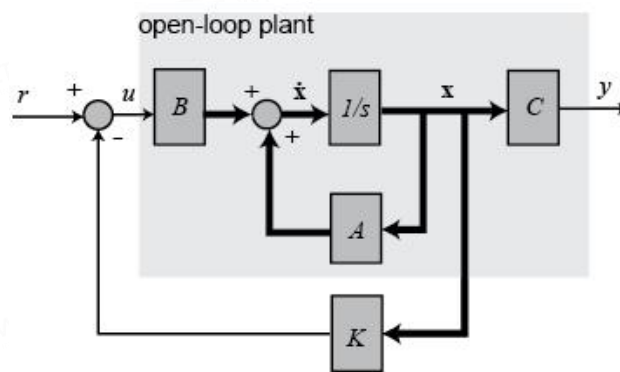 open-loop plant
r + - u B + + ẋ 1/s x C y
A
K